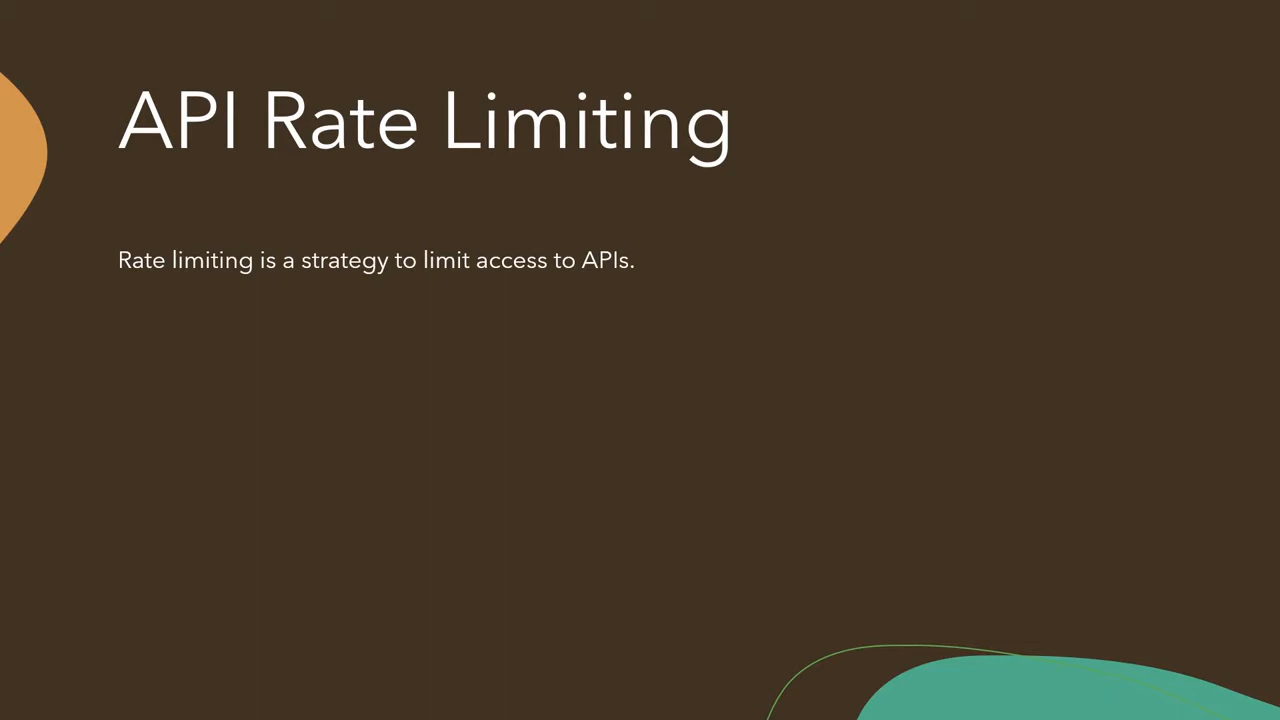 API Rate Limiting
Rate limiting is a strategy to limit access to APIs.